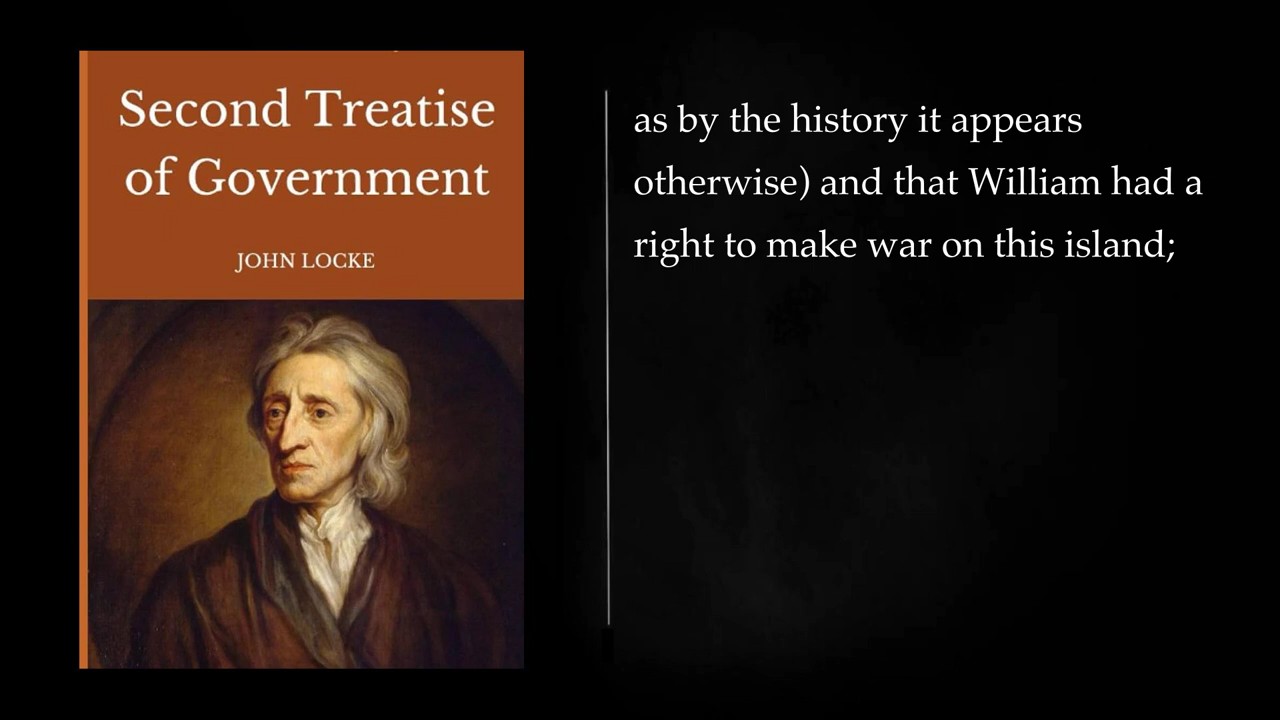 Second Treatise
of Government
JOHN LOCKE
as by the history it appears
otherwise) and that William had a
right to make war on this island;